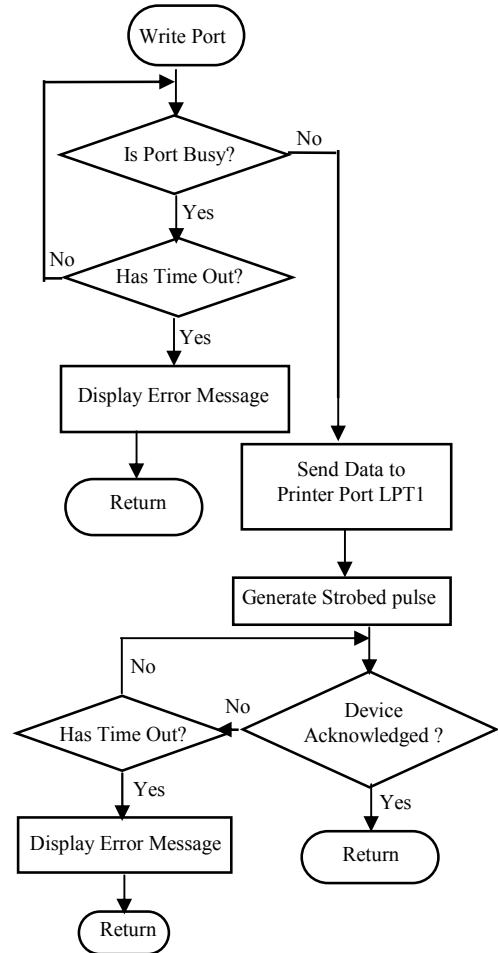 Write Port
Is Port Busy?
No
Yes
No
Has Time Out?
Yes
Display Error Message
Return
Send Data to
Printer Port LPT1
Generate Strobed pulse
No
No
Has Time Out?
Device
Acknowledged ?
Yes
Yes
Display Error Message
Return
Return